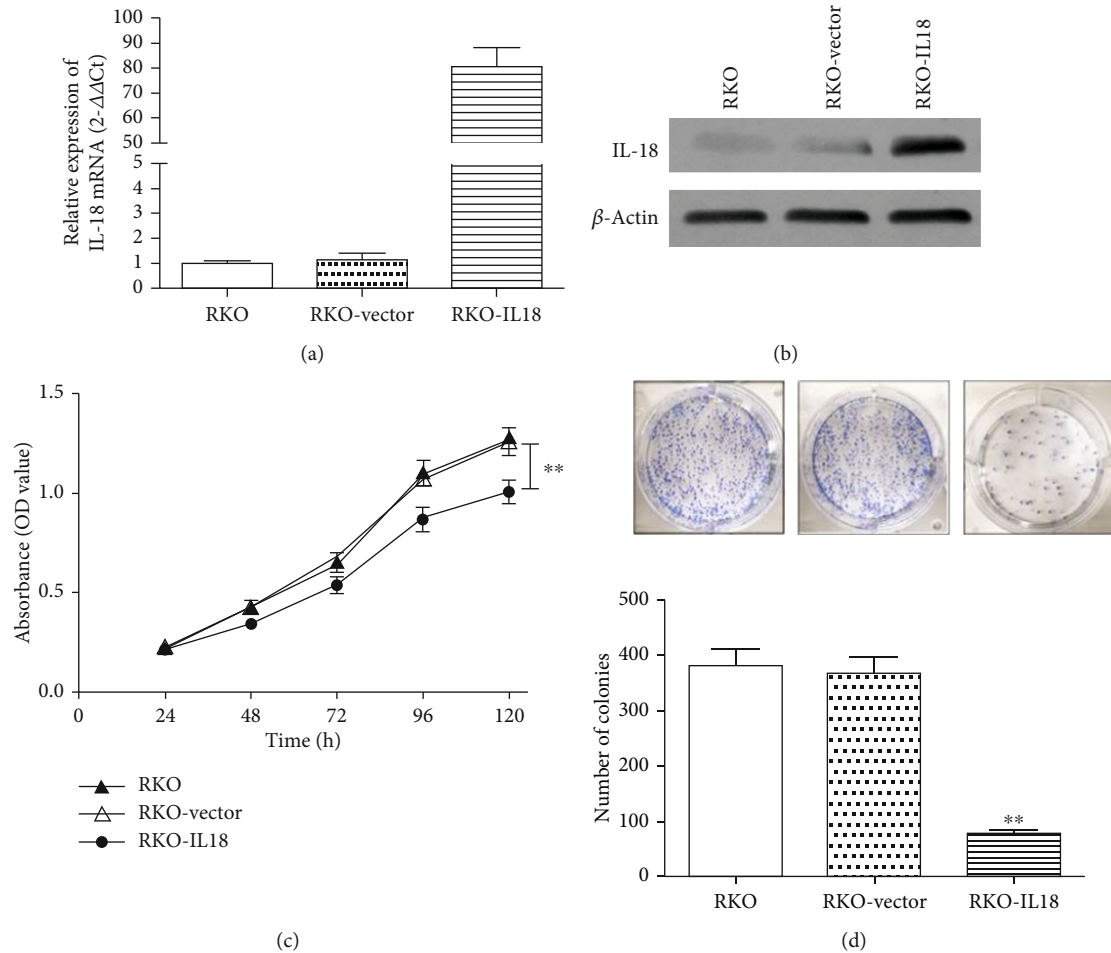 100
90
80
70
60
50
5
4
3
2
1
0
Relative expression of
IL-18 mRNA (2-ΔΔCt)
RKO RKO-vector RKO-IL18
(a)
RKO
RKO-vector
RKO-IL18
IL-18
β-Actin
(b)
1.5
1.0
0.5
0.0
Absorbance (OD value)
**
0 24 48 72 96 120
Time (h)
RKO
RKO-vector
RKO-IL18
(c)
500
400
300
200
100
0
Number of colonies
**
RKO RKO-vector RKO-IL18
(d)